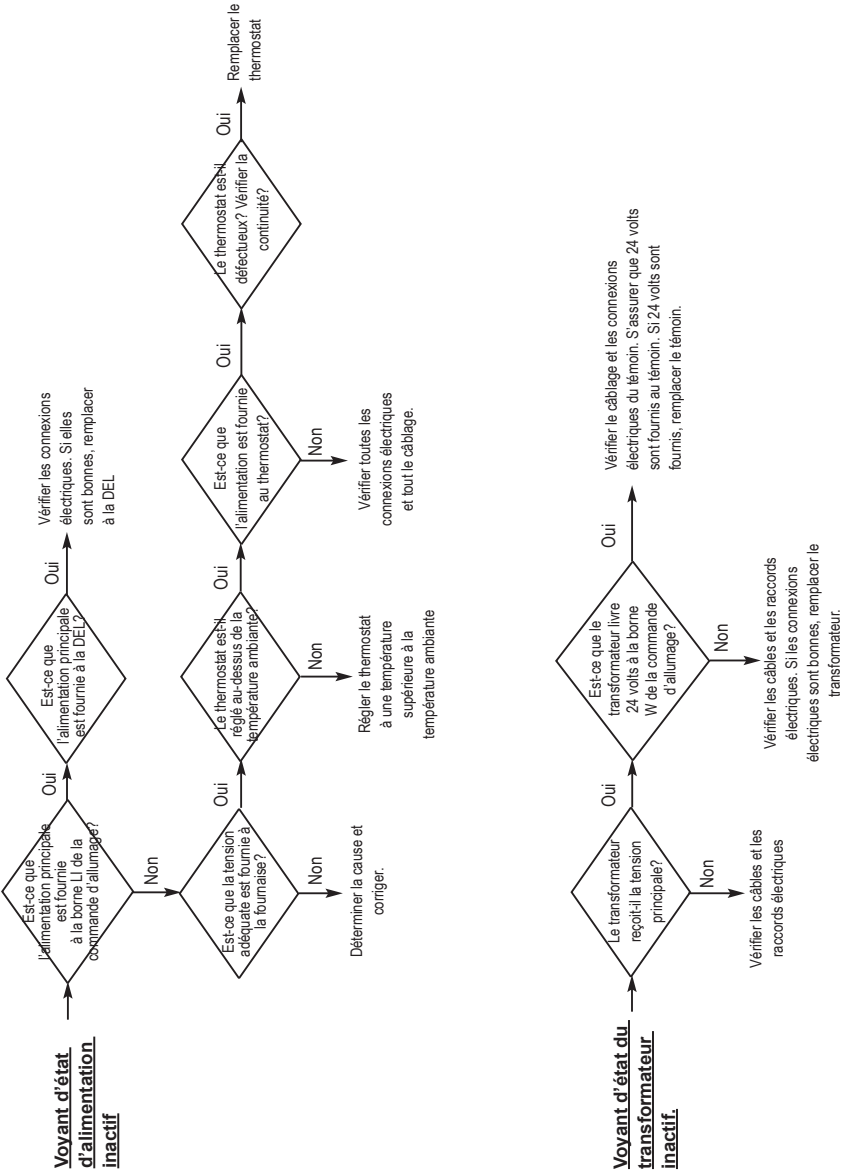 Voyant d'état
d'alimentation
inactif
Est-ce que
l'alimentation principale
est fournie
à la borne LI de la
commande d'allumage?
Oui
Est-ce que
l'alimentation principale
est fournie à la DEL?
Oui
Vérifier les connexions
électriques. Si elles
sont bonnes, remplacer
à la DEL
Non
Est-ce que la tension
adéquate est fournie à
la fournaise?
Non
Déterminer la cause et
corriger.
Oui
Le thermostat est-il
réglé au-dessus de la
température ambiante?
Non
Régler le thermostat
à une température
supérieure à la
température ambiante
Oui
Est-ce que
l'alimentation est fournie
au thermostat?
Non
Vérifier toutes les
connexions électriques
et tout le câblage.
Oui
Le thermostat est-il
défectueux? Vérifier la
continuité?
Oui
Remplacer le
thermostat
Voyant d'état du
transformateur
inactif.
Le transformateur
reçoit-il la tension
principale?
Non
Vérifier les câbles et les
raccords électriques
Oui
Est-ce que le
transformateur livre
24 volts à la borne
W de la commande
d'allumage?
Non
Vérifier les câbles et les raccords
électriques. Si les connexions
électriques sont bonnes, remplacer le
transformateur.
Oui
Vérifier le câblage et les connexions
électriques du témoin. S'assurer que 24 volts
sont fournis au témoin. Si 24 volts sont
fournis, remplacer le témoin.